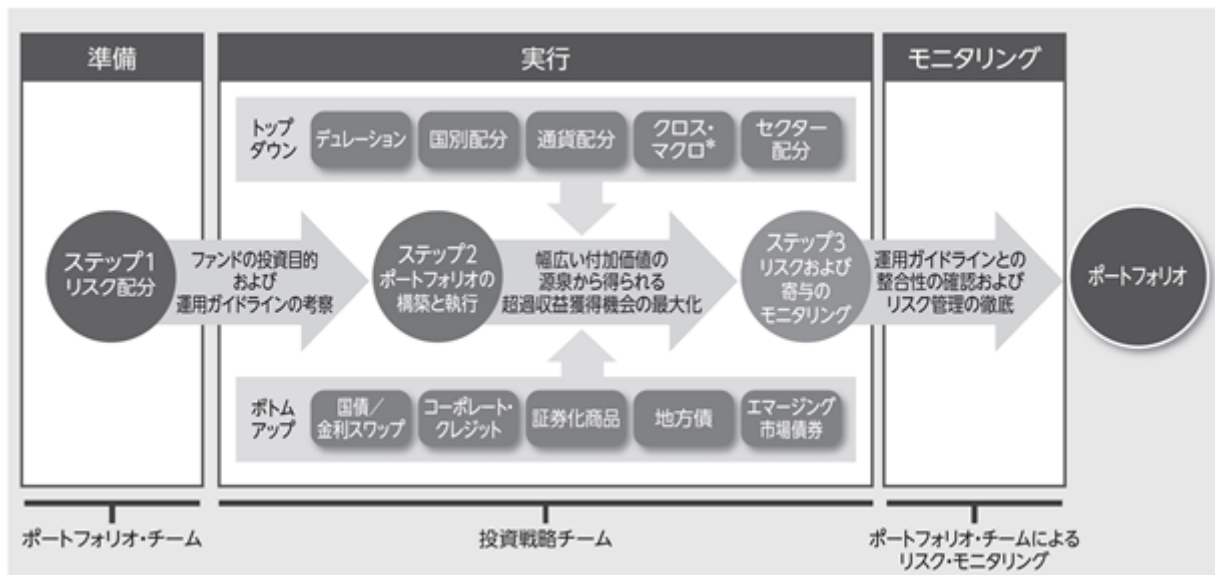 準備
実行
モニタリング
トップ
ダウン
デュレーション
国別配分
通貨配分
クロス・
マクロ*
セクター
配分
ステップ1
リスク配分
ファンドの投資目的
および
運用ガイドラインの考察
ステップ2
ポートフォリオの
構築と執行
幅広い付加価値の
源泉から得られる
超過収益獲得機会の最大化
ステップ3
リスクおよび
寄与の
モニタリング
運用ガイドラインとの
整合性の確認および
リスク管理の徹底
ポートフォリオ
ボトム
アップ
国債／
金利スワップ
コーポレート・
クレジット
証券化商品
地方債
エマージング
市場債券
ポートフォリオ・チーム
投資戦略チーム
ポートフォリオ・チームによる
リスク・モニタリング